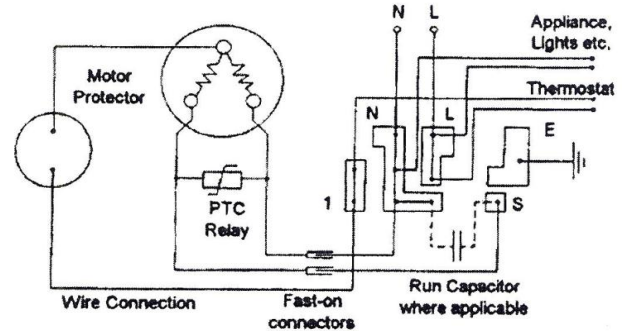 N L
Appliance,
Lights etc.
Motor
Protector
Thermostat
N L E
1
PTC
Relay
S
Wire Connection
Fast-on
connectors
Run Capacitor
where applicable